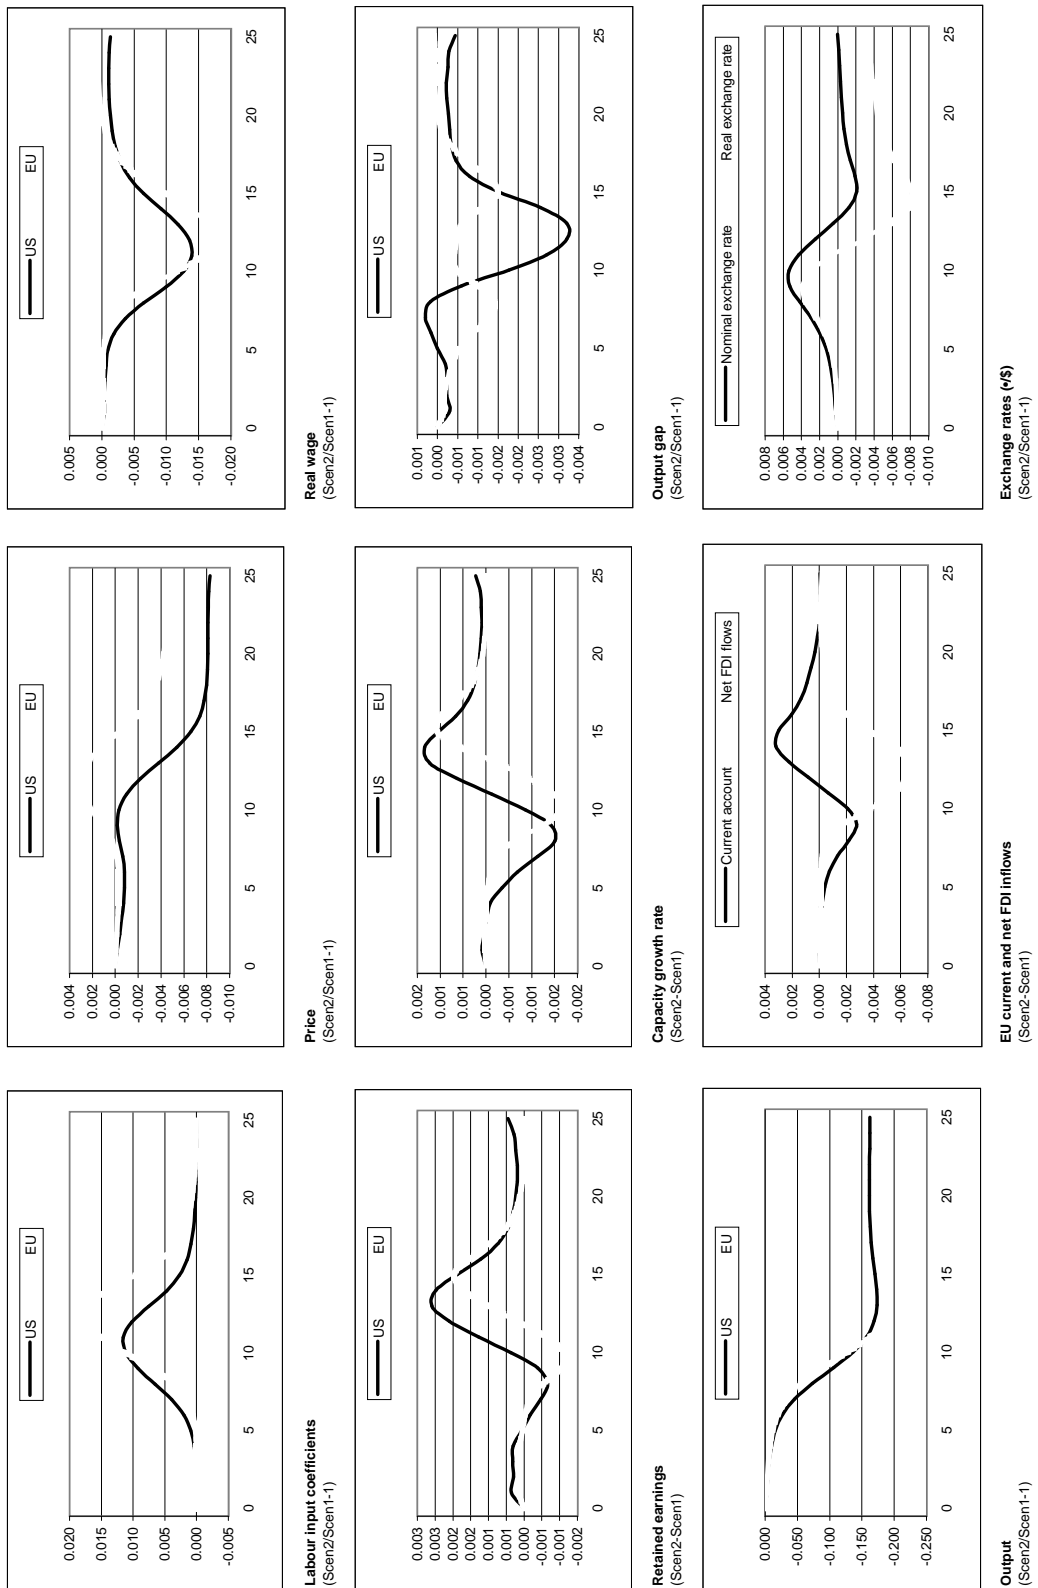 US EU
0.020
0.015
0.010
0.005
0.000
-0.005
0 5 10 15 20 25
Labour input coefficients
(Scen2/Scen1-1)
US EU
0.004
0.002
0.000
-0.002
-0.004
-0.006
-0.008
-0.010
0 5 10 15 20 25
Price
(Scen2/Scen1-1)
US EU
0.005
0.000
-0.005
-0.010
-0.015
-0.020
0 5 10 15 20 25
Real wage
(Scen2/Scen1-1)
US EU
0.003
0.003
0.002
0.002
0.001
0.001
0.000
-0.001
-0.001
-0.002
0 5 10 15 20 25
Retained earnings
(Scen2-Scen1)
US EU
0.002
0.001
0.001
0.000
-0.001
-0.001
-0.002
-0.002
0 5 10 15 20 25
Capacity growth rate
(Scen2-Scen1)
US EU
0.001
0.000
-0.001
-0.001
-0.002
-0.002
-0.003
-0.003
-0.004
0 5 10 15 20 25
Output gap
(Scen2/Scen1-1)
US EU
0.000
-0.050
-0.100
-0.150
-0.200
-0.250
0 5 10 15 20 25
Output
(Scen2/Scen1-1)
Current account Net FDI flows
0.004
0.002
0.000
-0.002
-0.004
-0.006
-0.008
0 5 10 15 20 25
EU current and net FDI inflows
(Scen2-Scen1)
Nominal exchange rate Real exchange rate
0.008
0.006
0.004
0.002
0.000
-0.002
-0.004
-0.006
-0.008
-0.010
0 5 10 15 20 25
Exchange rates (•/$)
(Scen2/Scen1-1)